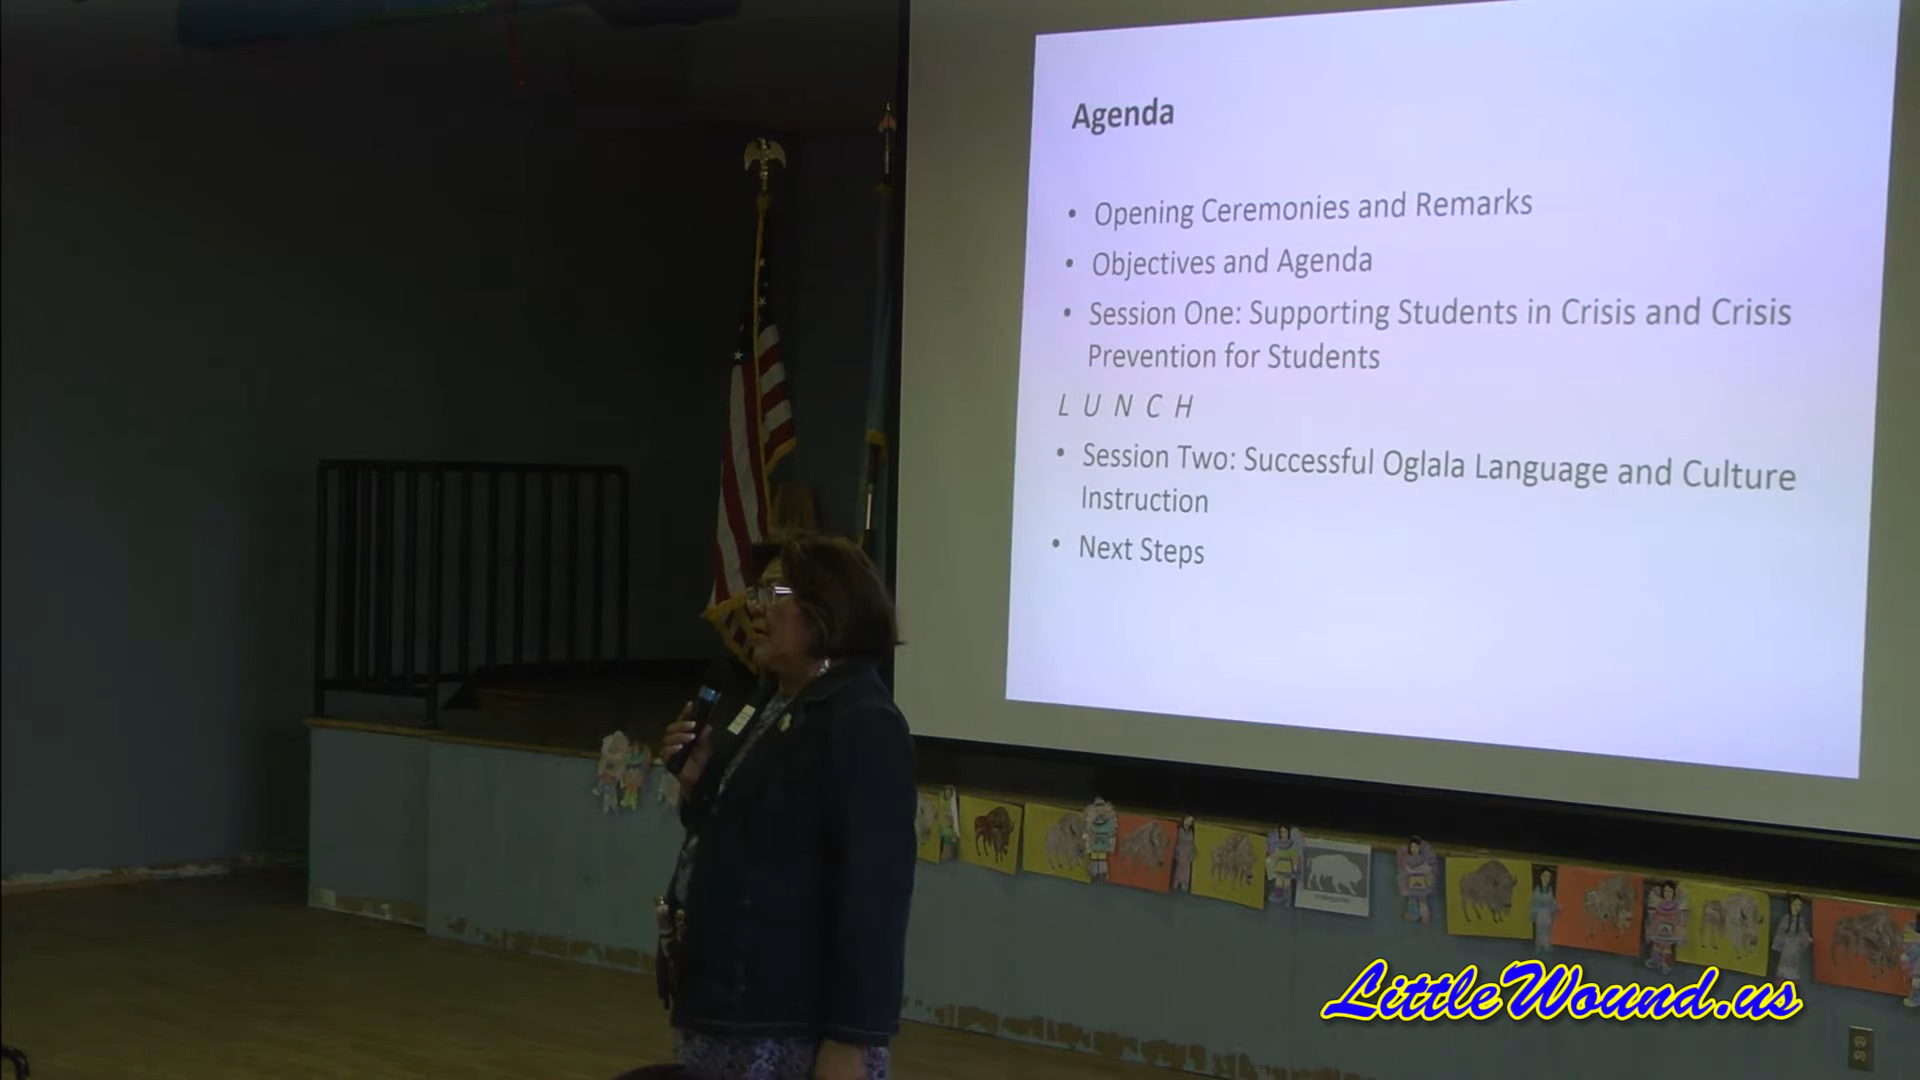 Agenda
• Opening Ceremonies and Remarks
• Objectives and Agenda
• Session One: Supporting Students in Crisis and Crisis
Prevention for Students
L U N C H
• Session Two: Successful Oglala Language and Culture
Instruction
• Next Steps
LittleWound.us